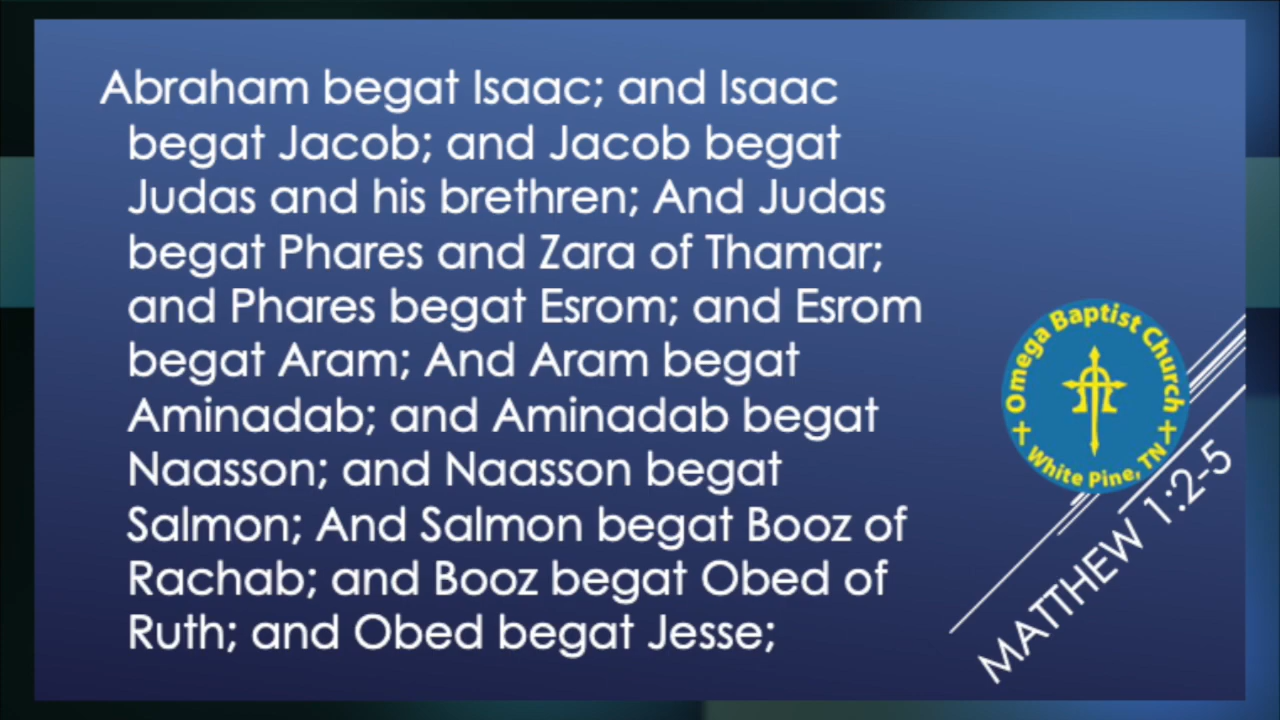 Abraham begat Isaac; and Isaac
begat Jacob; and Jacob begat
Judas and his brethren; And Judas
begat Phares and Zara of Thamar;
and Phares begat Esrom; and Esrom
begat Aram; And Aram begat
Aminadab; and Aminadab begat
Naasson; and Naasson begat
Salmon; And Salmon begat Booz of
Rachab; and Booz begat Obed of
Ruth; and Obed begat Jesse;
Omega Baptist Church
White Pine, TN
MATTHEW 1:2-5